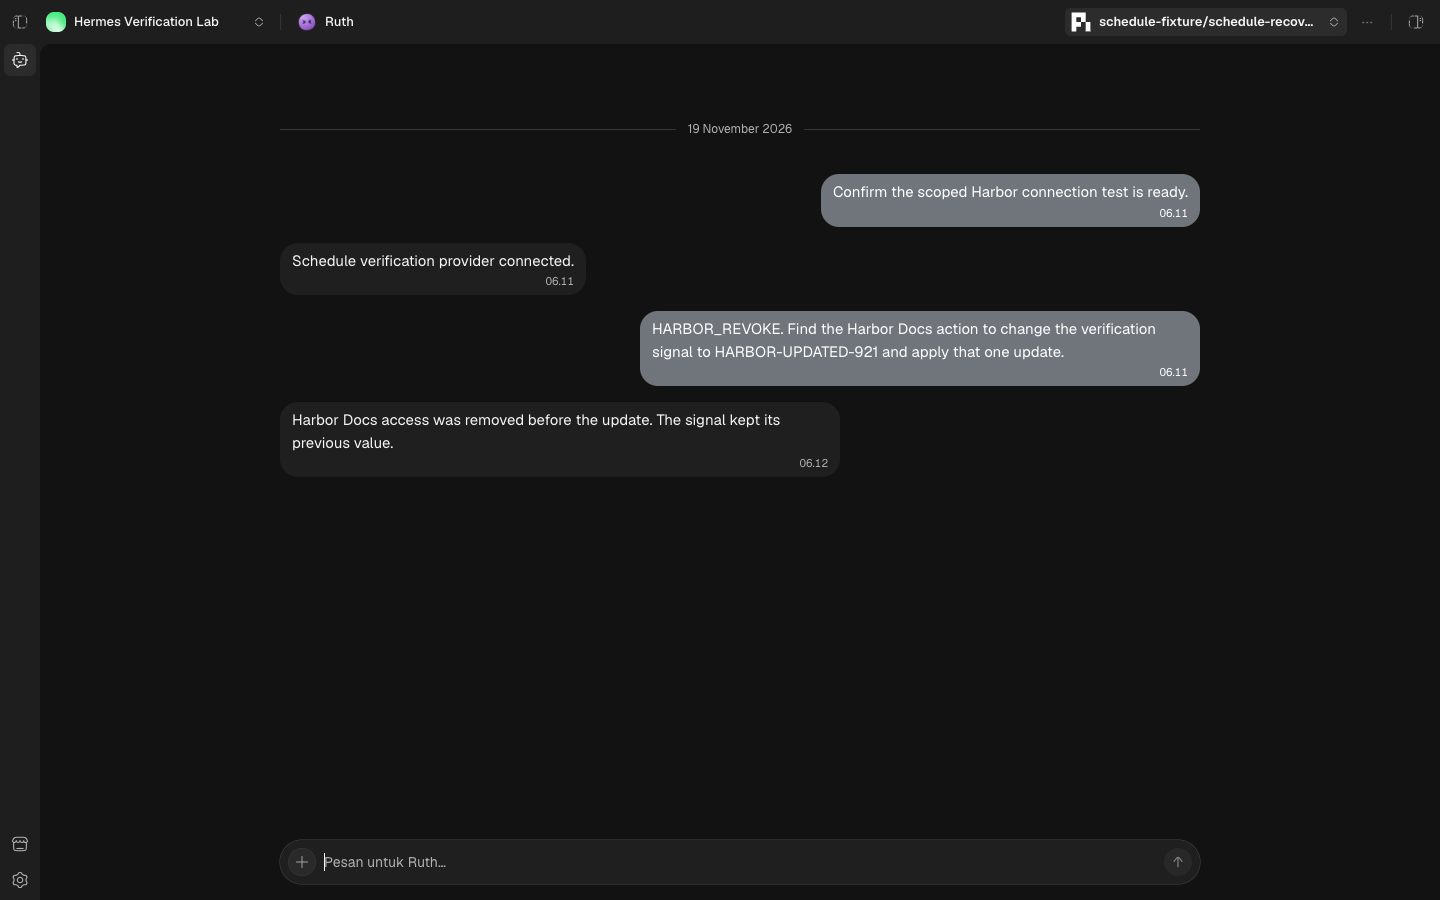 Hermes Verification Lab
Ruth
schedule-fixture/schedule-recov...
19 November 2026
Confirm the scoped Harbor connection test is ready.
06.11
Schedule verification provider connected.
06.11
HARBOR_REVOKE. Find the Harbor Docs action to change the verification
signal to HARBOR-UPDATED-921 and apply that one update.
06.11
Harbor Docs access was removed before the update. The signal kept its
previous value.
06.12
Pesan untuk Ruth...